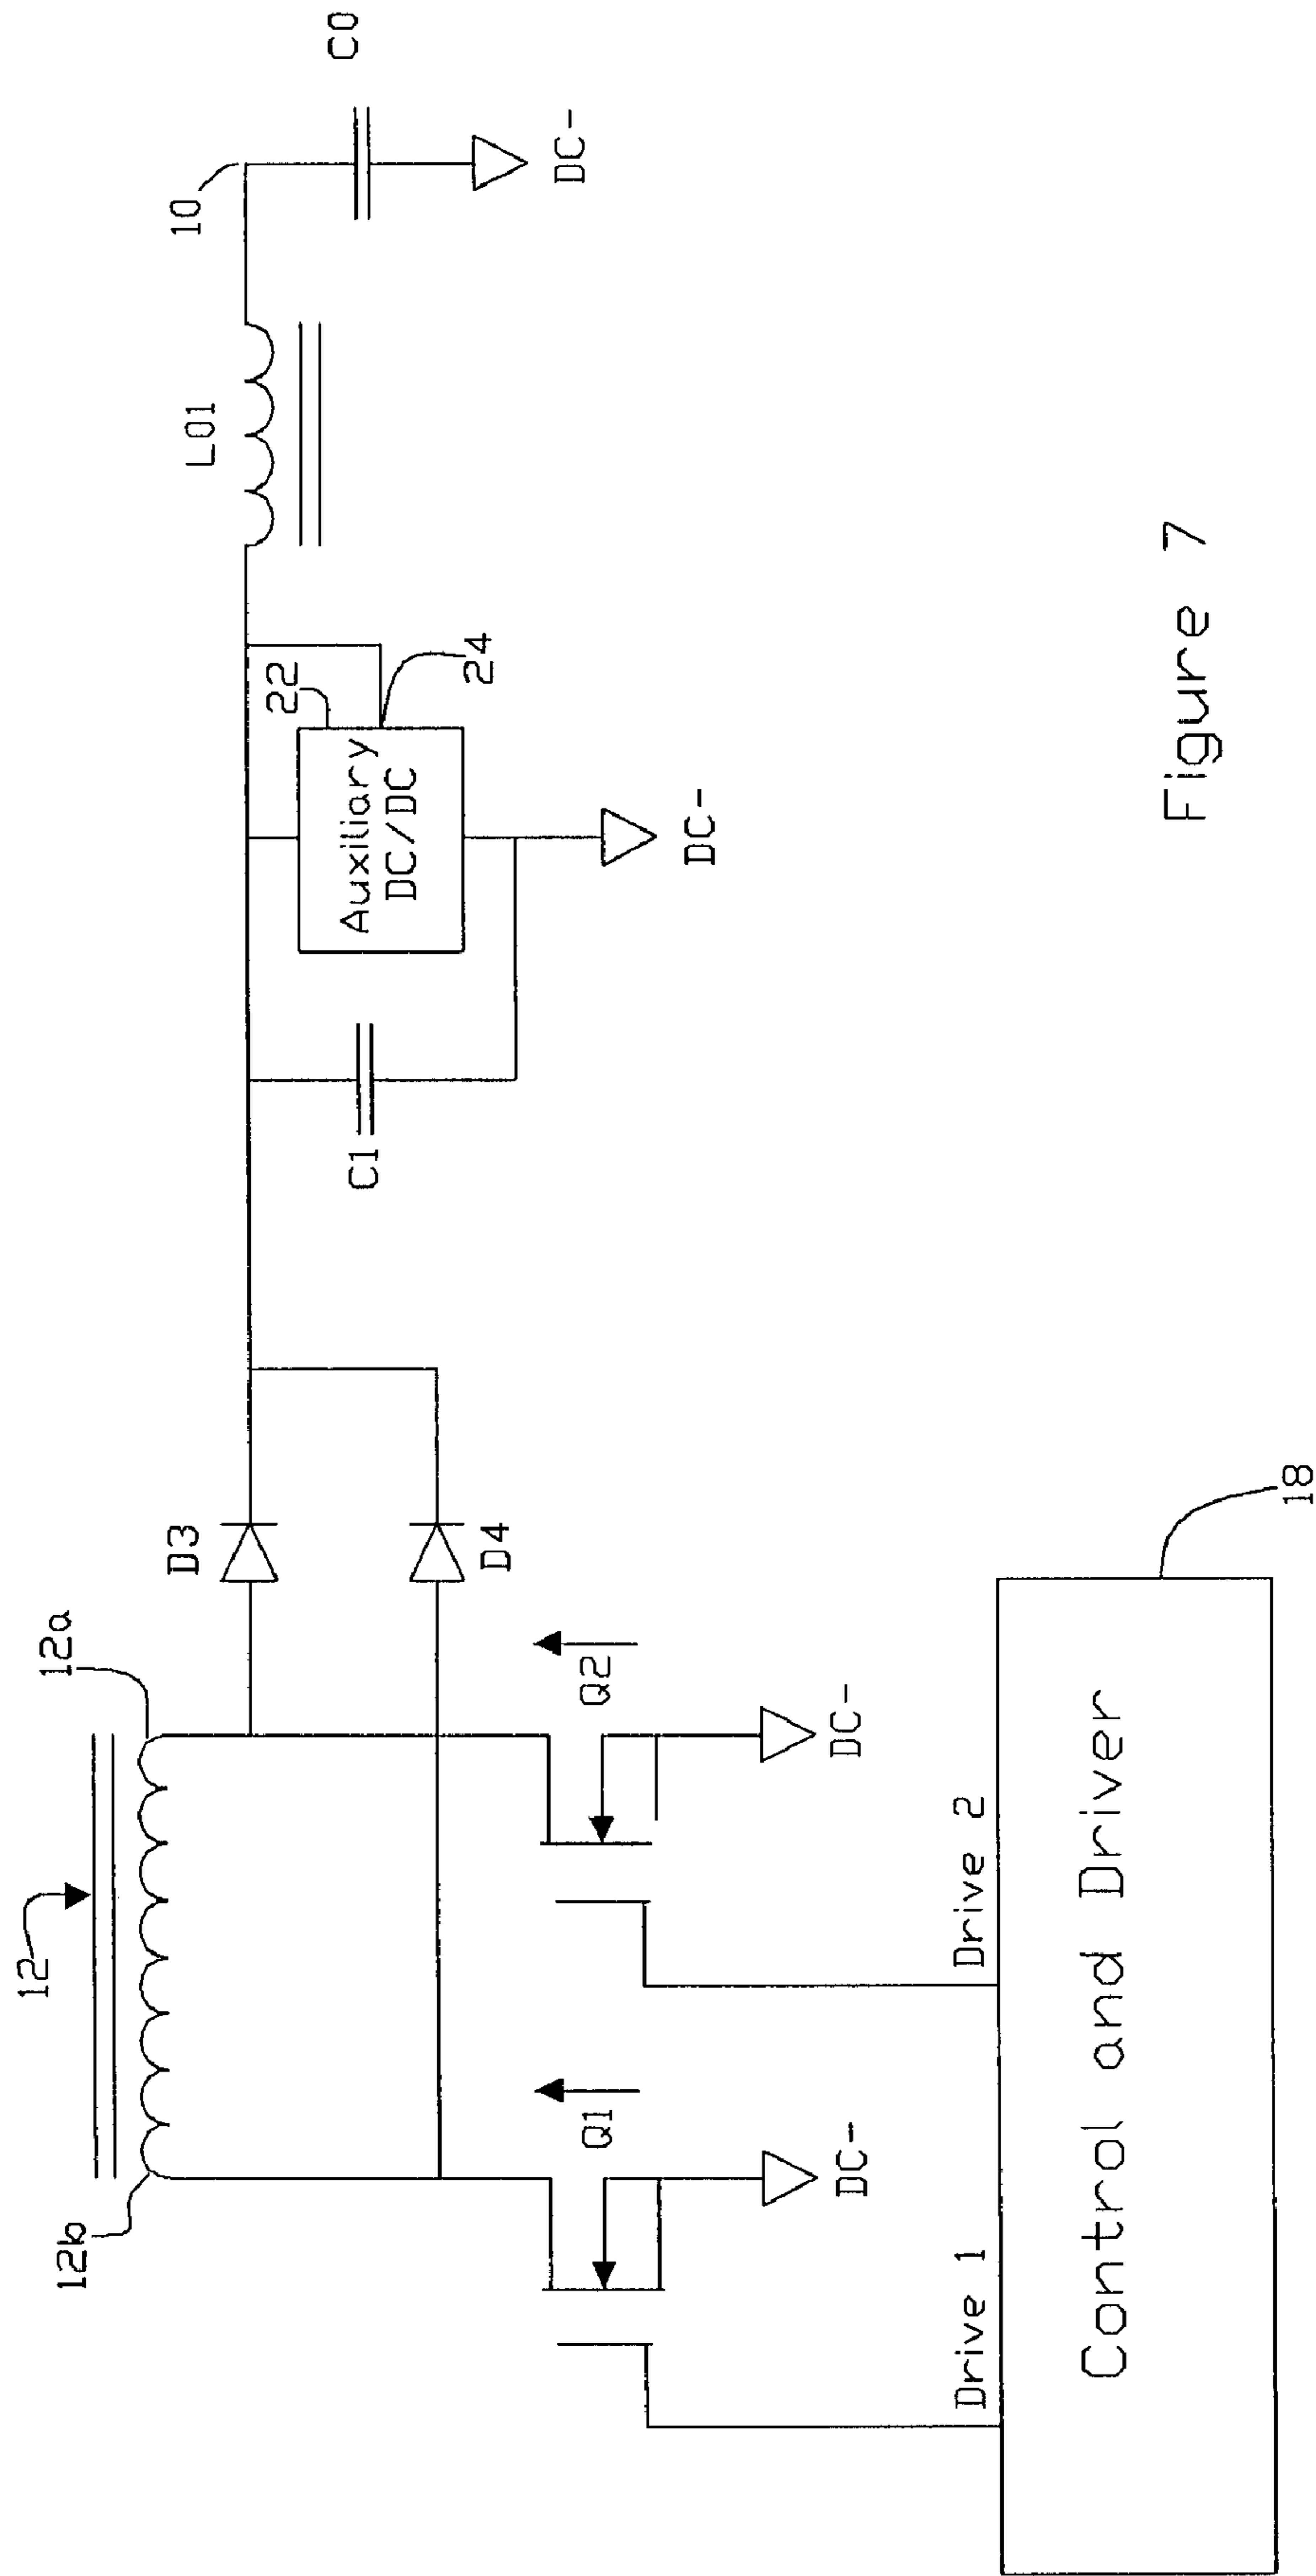 12
12a
12b
D3
D4
L01
10
C0
DC-
22
Auxiliary
DC/DC
24
C1
DC-
Q1
Q2
DC-
DC-
Drive 1
Drive 2
Control and Driver
18
Figure 7